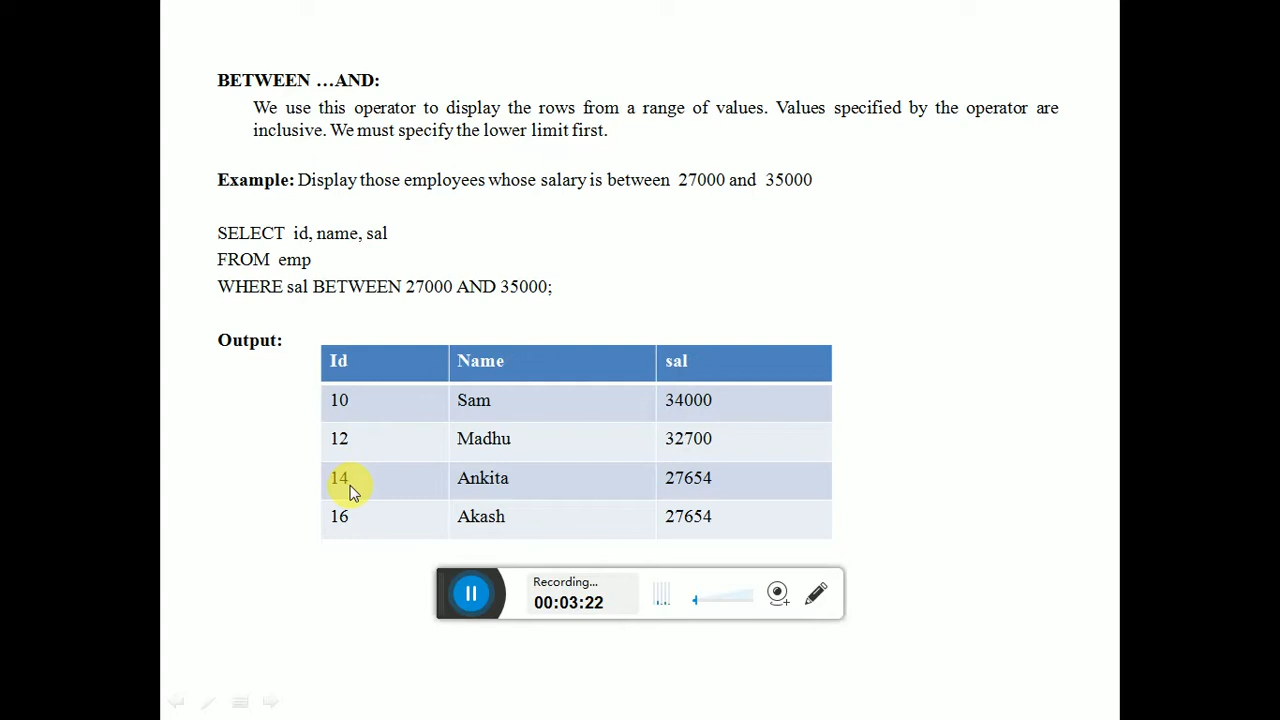 BETWEEN …AND:
We use this operator to display the rows from a range of values. Values specified by the operator are
inclusive. We must specify the lower limit first.
Example: Display those employees whose salary is between 27000 and 35000
SELECT id, name, sal
FROM emp
WHERE sal BETWEEN 27000 AND 35000;
Output:
Id Name sal
10 Sam 34000
12 Madhu 32700
14 Ankita 27654
16 Akash 27654
Recording...
00:03:22